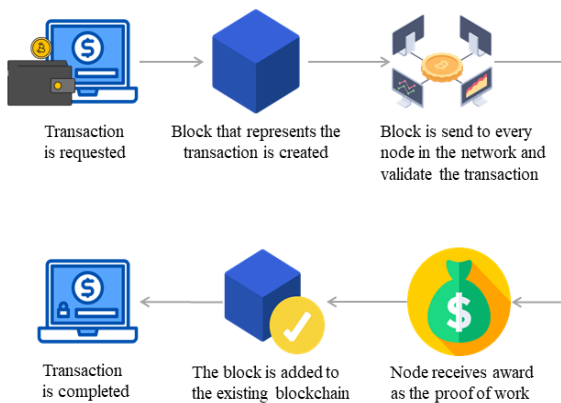 Transaction
is requested
Block that represents the
transaction is created
Block is send to every
node in the network and
validate the transaction
Transaction
is completed
The block is added to
the existing blockchain
Node receives award
as the proof of work